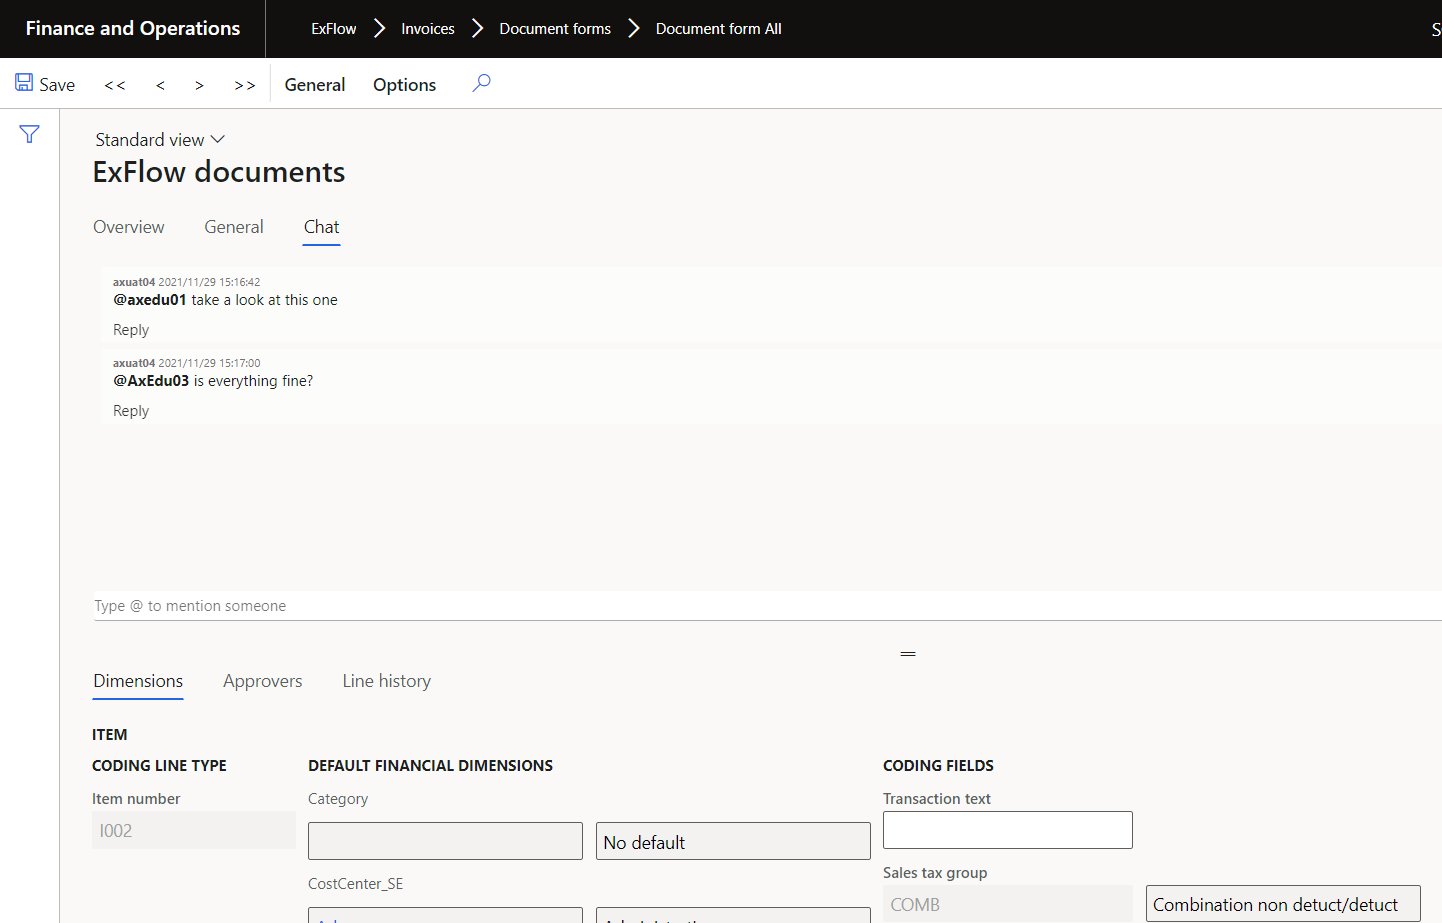 Finance and Operations ExFlow Invoices Document forms Document form All
Save << < > >> General Options
Standard view
ExFlow documents
Overview General Chat
axuat04 2021/11/29 15:16:42
@axedu01 take a look at this one
Reply
axuat04 2021/11/29 15:17:00
@AxEdu03 is everything fine?
Reply
Type @ to mention someone
Dimensions Approvers Line history
ITEM
CODING LINE TYPE DEFAULT FINANCIAL DIMENSIONS CODING FIELDS
Item number Category Transaction text
I002 No default
CostCenter_SE Sales tax group
COMB Combination non detuct/detuct